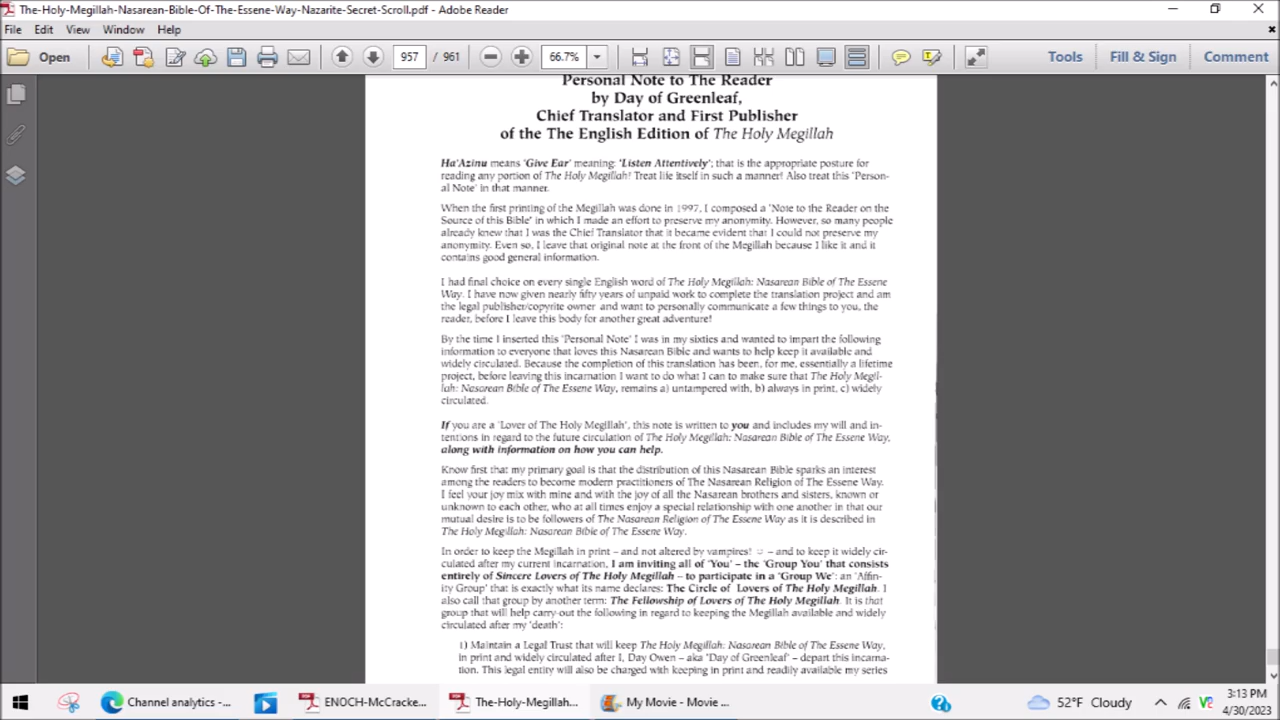 The-Holy-Megillah-Nasarean-Bible-Of-The-Essene-Way-Nazarite-Secret-Scroll.pdf - Adobe Reader
File Edit View Window Help
Open 957 / 961 66.7% Tools Fill & Sign Comment
Personal Note to The Reader
by Day of Greenleaf,
Chief Translator and First Publisher
of the The English Edition of The Holy Megillah
Ha'Azinu means 'Give Ear' meaning: 'Listen Attentively'; that is the appropriate posture for
reading any portion of The Holy Megillah! Treat life itself in such a manner! Also treat this 'Person-
al Note' in that manner.
When the first printing of the Megillah was done in 1997, I composed a 'Note to the Reader on the
Source of this Bible' in which I made an effort to preserve my anonymity. However, so many people
already knew that I was the Chief Translator that it became evident that I could not preserve my
anonymity. Even so, I leave that original note at the front of the Megillah because I like it and it
contains good general information.
I had final choice on every single English word of The Holy Megillah: Nasarean Bible of The Essene
Way. I have now given nearly fifty years of unpaid work to complete the translation project and am
the legal publisher/copyrite owner and want to personally communicate a few things to you, the
reader, before I leave this body for another great adventure!
By the time I inserted this 'Personal Note' I was in my sixties and wanted to impart the following
information to everyone that loves this Nasarean Bible and wants to help keep it available and
widely circulated. Because the completion of this translation has been, for me, essentially a lifetime
project, before leaving this incarnation I want to do what I can to make sure that The Holy Megil-
lah: Nasarean Bible of The Essene Way, remains a) untampered with, b) always in print, c) widely
circulated.
If you are a 'Lover of The Holy Megillah', this note is written to you and includes my will and in-
tentions in regard to the future circulation of The Holy Megillah: Nasarean Bible of The Essene Way,
along with information on how you can help.
Know first that my primary goal is that the distribution of this Nasarean Bible sparks an interest
among the readers to become modern practitioners of The Nasarean Religion of The Essene Way.
I feel your joy mix with mine and with the joy of all the Nasarean brothers and sisters, known or
unknown to each other, who at all times enjoy a special relationship with one another in that our
mutual desire is to be followers of The Nasarean Religion of The Essene Way as it is described in
The Holy Megillah: Nasarean Bible of The Essene Way.
In order to keep the Megillah in print – and not altered by vampires! ☺ – and to keep it widely cir-
culated after my current incarnation, I am inviting all of 'You' – the 'Group You' that consists
entirely of Sincere Lovers of The Holy Megillah – to participate in a 'Group We': an 'Affin-
ity Group' that is exactly what its name declares: The Circle of Lovers of The Holy Megillah. I
also call that group by another term: The Fellowship of Lovers of The Holy Megillah. It is that
group that will help carry-out the following in regard to keeping the Megillah available and widely
circulated after my 'death':
1) Maintain a Legal Trust that will keep The Holy Megillah: Nasarean Bible of The Essene Way,
in print and widely circulated after I, Day Owen – aka 'Day of Greenleaf' – depart this incarna-
tion. This legal entity will also be charged with keeping in print and readily available my series
Channel analytics -... ENOCH-McCracke... The-Holy-Megillah... My Movie - Movie ... 52°F Cloudy 3:13 PM
4/30/2023